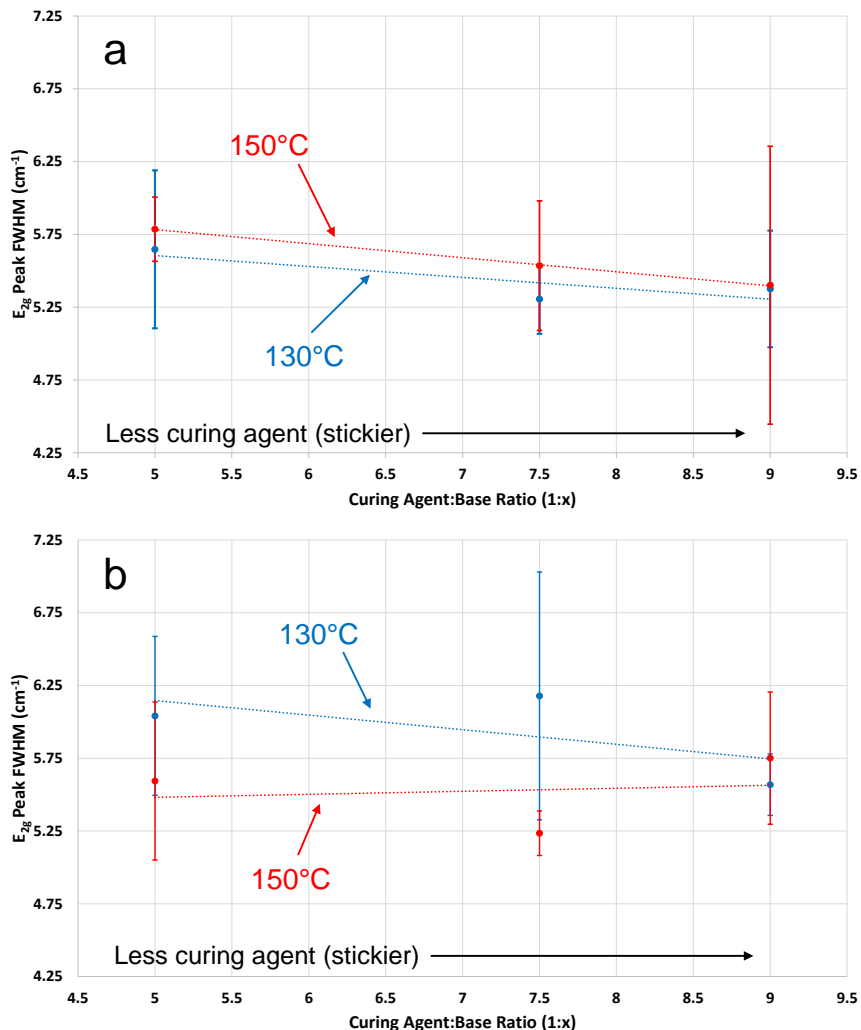 a
7.25
6.75
6.25
5.75
5.25
4.75
4.25
E2g Peak FWHM (cm-1)
150°C
130°C
Less curing agent (stickier)
4.5 5 5.5 6 6.5 7 7.5 8 8.5 9 9.5
Curing Agent:Base Ratio (1:x)
b
7.25
6.75
6.25
5.75
5.25
4.75
4.25
E2g Peak FWHM (cm-1)
130°C
150°C
Less curing agent (stickier)
4.5 5 5.5 6 6.5 7 7.5 8 8.5 9 9.5
Curing Agent:Base Ratio (1:x)